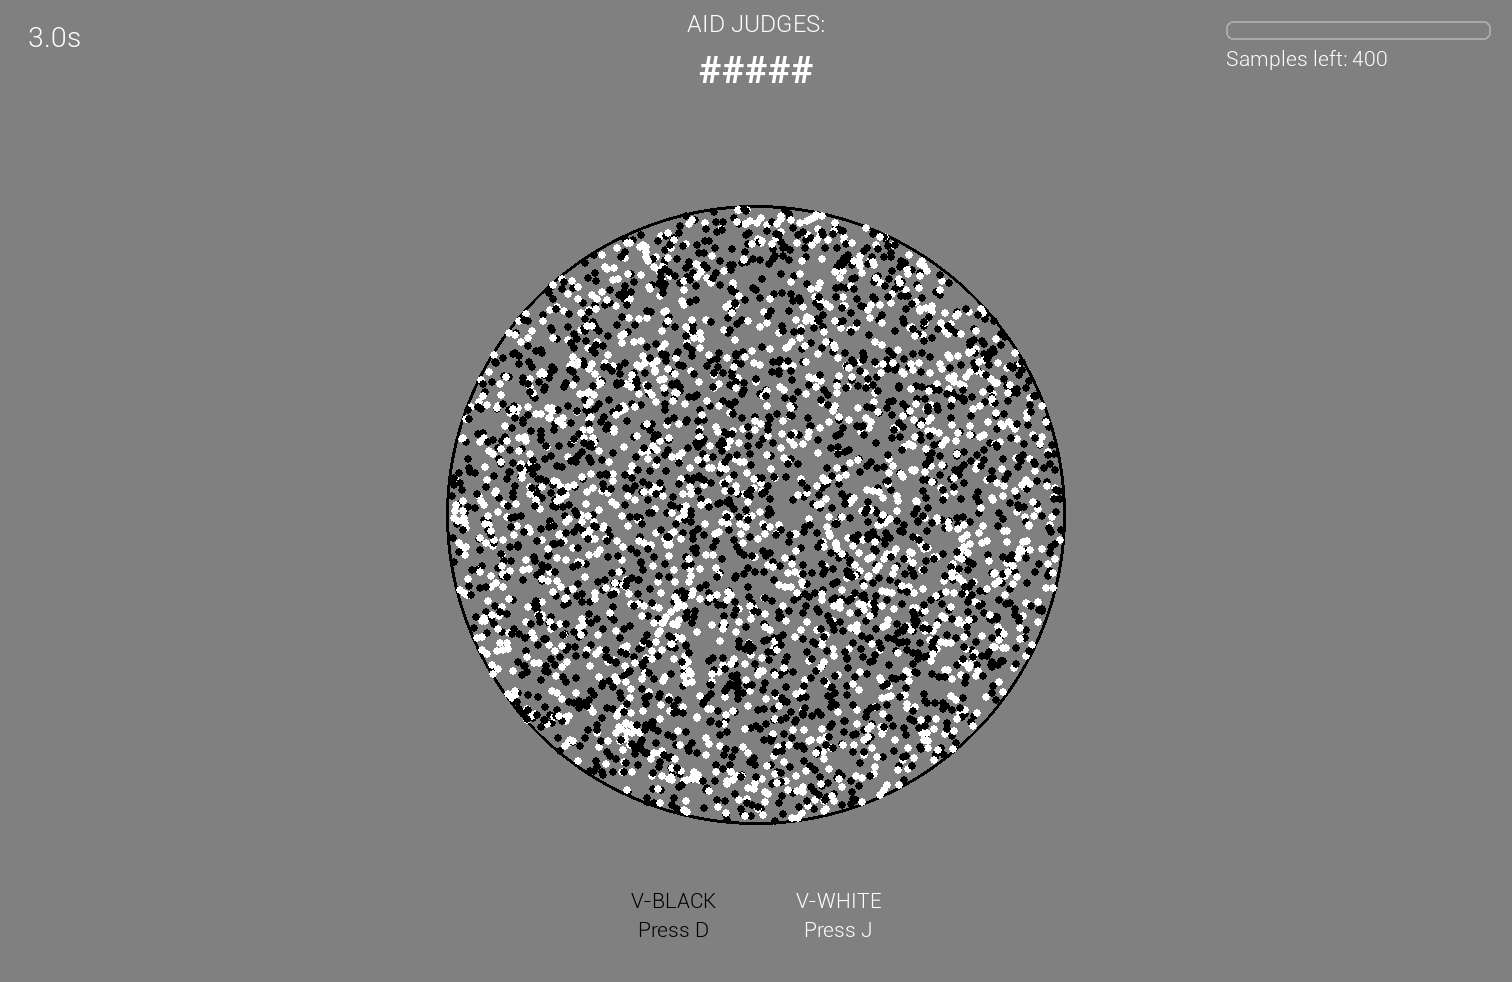 3.0s
AID JUDGES:
#####
Samples left: 400
V-BLACK
Press D
V-WHITE
Press J